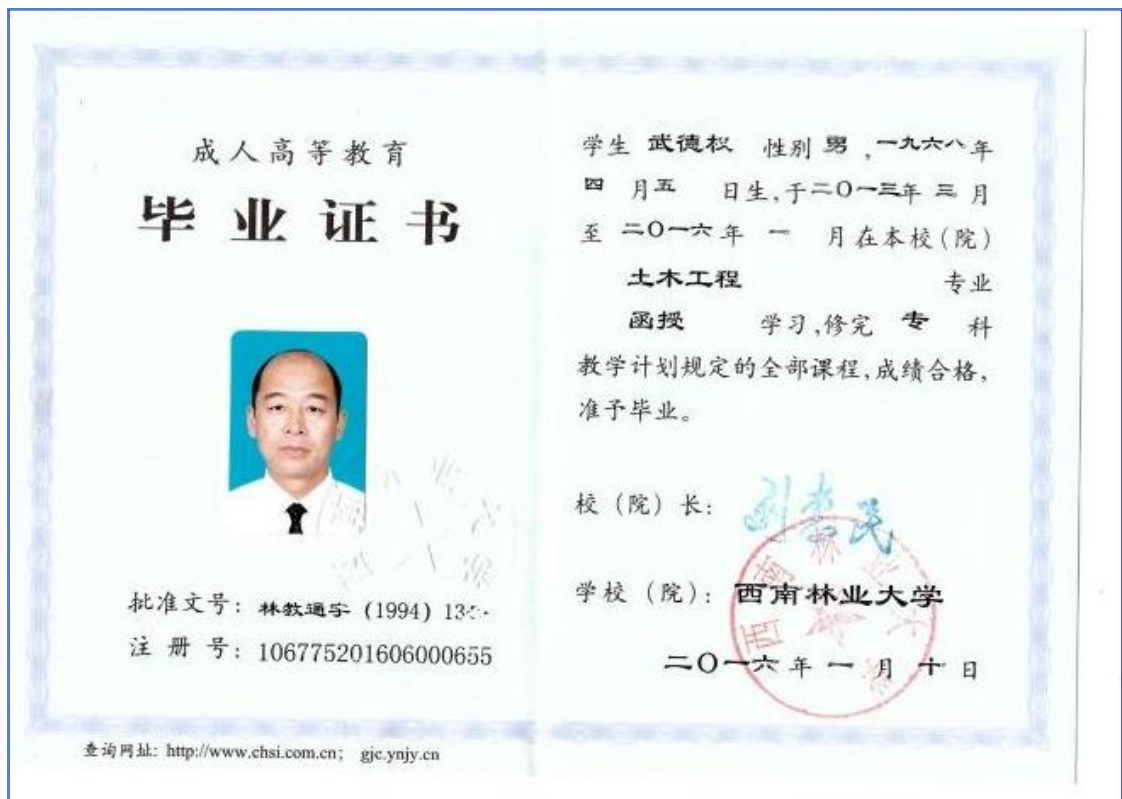 成人高等教育
毕业证书
批准文号: 林教通字 (1994) 13
注 册 号: 106775201606000655
查询网址: http://www.chsi.com.cn; gjc.ynjy.cn
学生 武德权 性别 男 ,一九六八年
四 月五 日生,于二〇一三年 三 月
至 二〇一六 年 一 月在本校(院)
土木工程 专业
函授 学习,修完 专 科
教学计划规定的全部课程,成绩合格,
准予毕业。
校 (院) 长:
学校 (院): 西南林业大学
二〇一六 年 一 月 十 日
西南林业大学